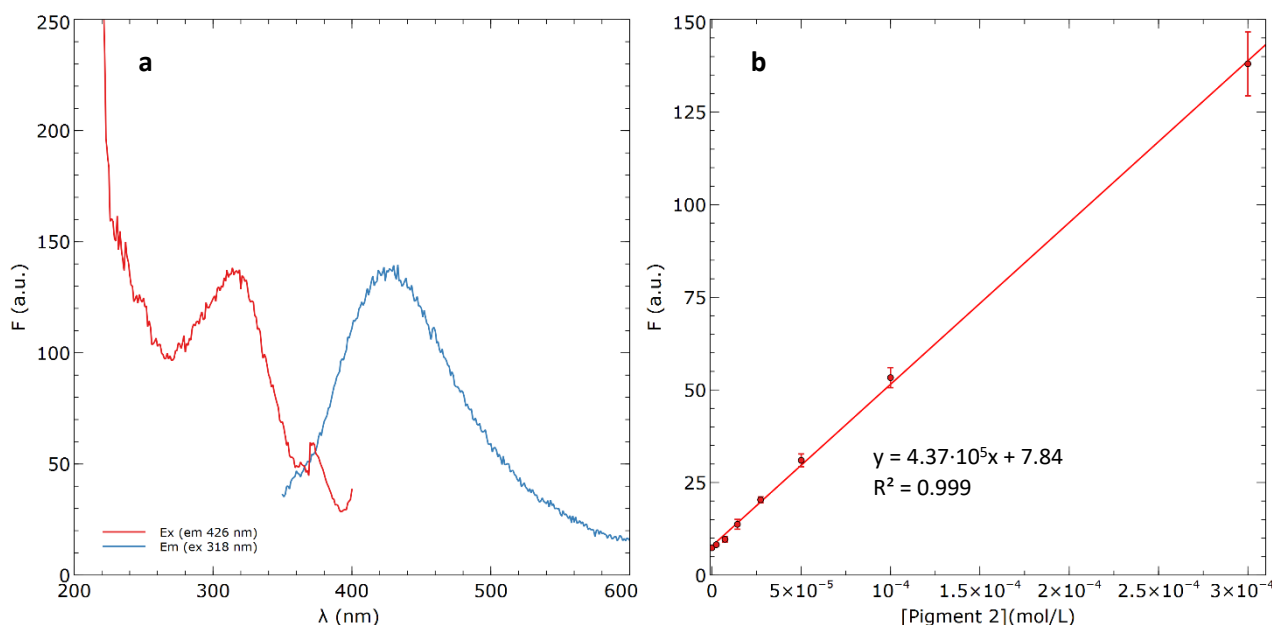 a
250
200
150
100
50
0
200
300
400
500
600
F (a.u.)
λ (nm)
Ex (em 426 nm)
Em (ex 318 nm)
b
150
125
100
75
50
25
0
0
5×10⁻⁵
10⁻⁴
1.5×10⁻⁴
2×10⁻⁴
2.5×10⁻⁴
3×10⁻⁴
F (a.u.)
[Pigment 2](mol/L)
y = 4.37·10⁵x + 7.84
R² = 0.999